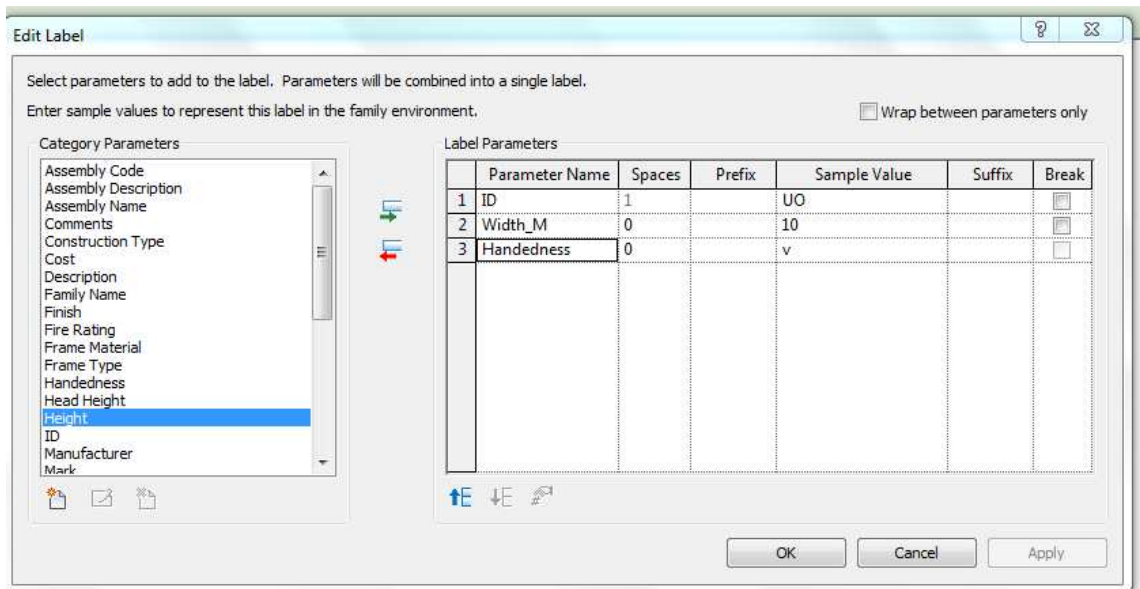 Edit Label
Select parameters to add to the label. Parameters will be combined into a single label.
Enter sample values to represent this label in the family environment.
Wrap between parameters only
Category Parameters
Label Parameters
Assembly Code
Assembly Description
Assembly Name
Comments
Construction Type
Cost
Description
Family Name
Finish
Fire Rating
Frame Material
Frame Type
Handedness
Head Height
Height
ID
Manufacturer
Mark
Parameter Name Spaces Prefix Sample Value Suffix Break
1 ID 1 UO
2 Width_M 0 10
3 Handedness 0 v
OK Cancel Apply